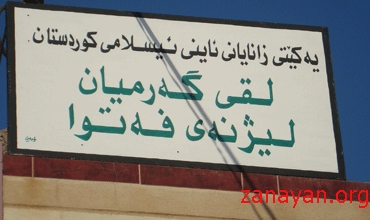 یەکێتی زانایانی ئاینی ئیسلامی کوردستان
لقی گەرمیان
لیژنەی فەتوا
zanayan.org